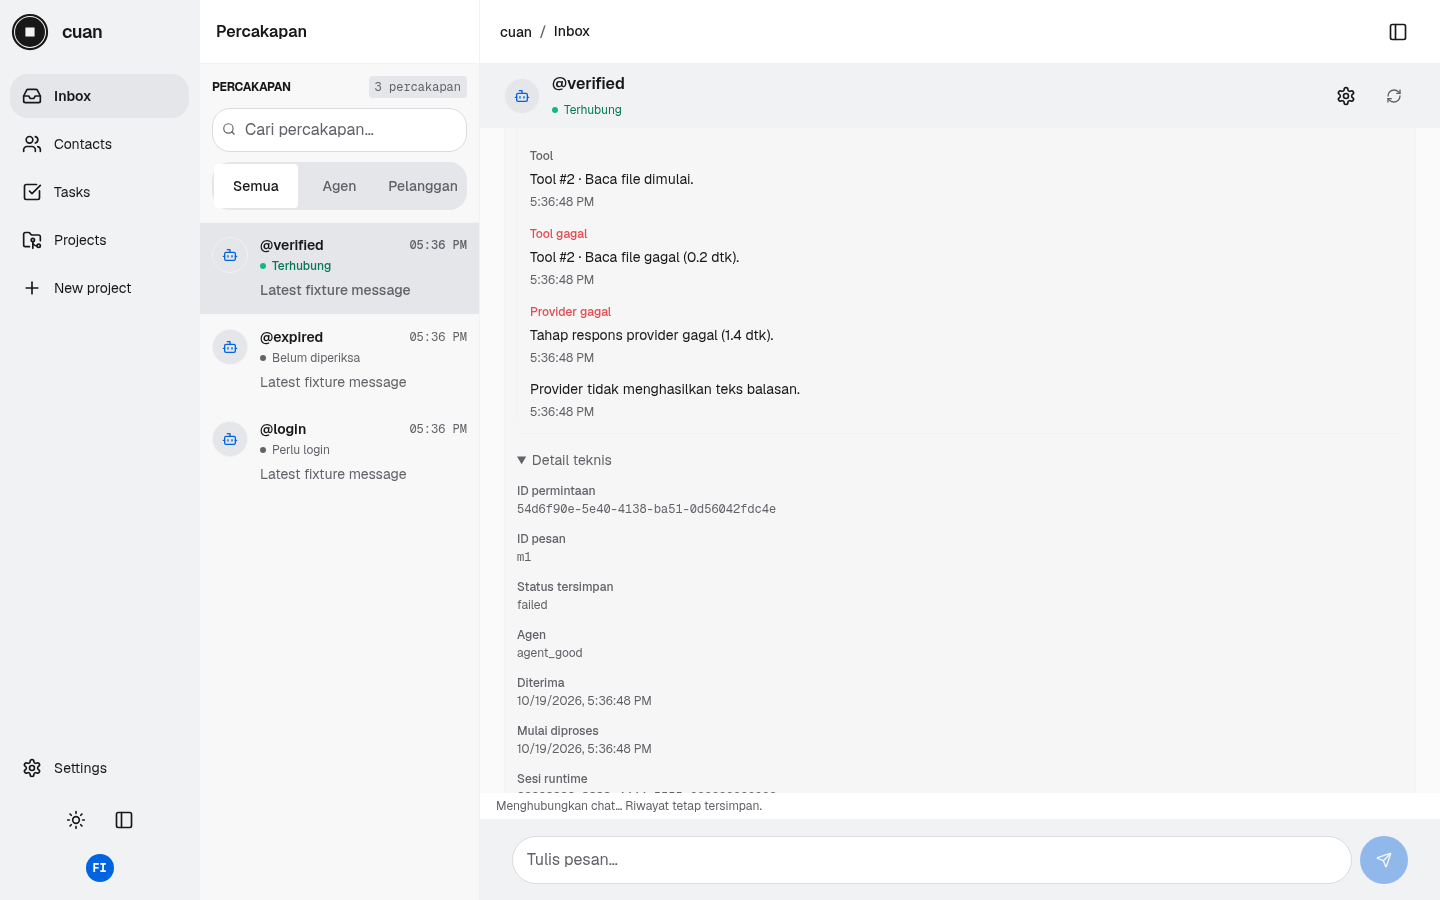 cuan
Inbox
Contacts
Tasks
Projects
New project
Settings
FI
Percakapan
PERCAKAPAN
3 percakapan
Cari percakapan...
Semua
Agen
Pelanggan
@verified
05:36 PM
Terhubung
Latest fixture message
@expired
05:36 PM
Belum diperiksa
Latest fixture message
@login
05:36 PM
Perlu login
Latest fixture message
cuan / Inbox
@verified
Terhubung
Tool
Tool #2 · Baca file dimulai.
5:36:48 PM
Tool gagal
Tool #2 · Baca file gagal (0.2 dtk).
5:36:48 PM
Provider gagal
Tahap respons provider gagal (1.4 dtk).
5:36:48 PM
Provider tidak menghasilkan teks balasan.
5:36:48 PM
▼ Detail teknis
ID permintaan
54d6f90e-5e40-4138-ba51-0d56042fdc4e
ID pesan
m1
Status tersimpan
failed
Agen
agent_good
Diterima
10/19/2026, 5:36:48 PM
Mulai diproses
10/19/2026, 5:36:48 PM
Sesi runtime
Menghubungkan chat... Riwayat tetap tersimpan.
Tulis pesan...